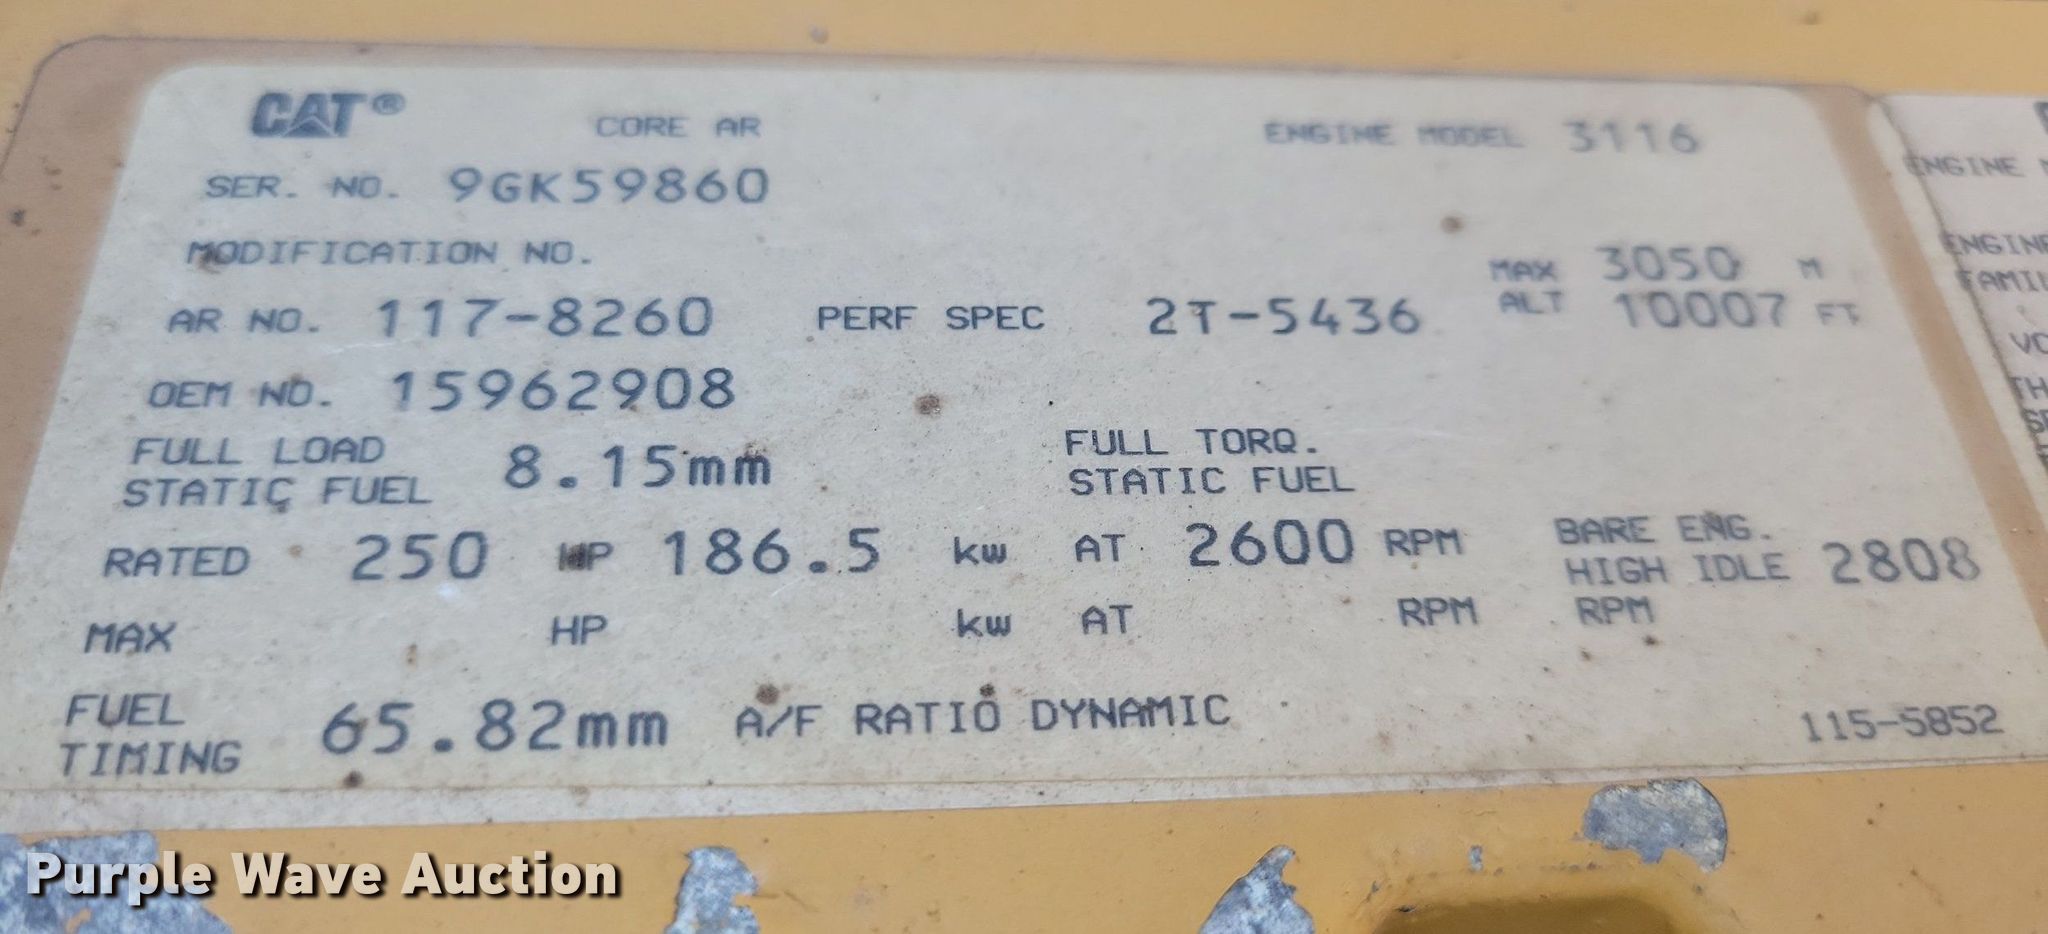 CAT® CORE AR ENGINE MODEL 3116
SER. NO. 9GK59860
MODIFICATION NO.
AR NO. 117-8260 PERF SPEC 2T-5436 MAX ALT 3050 M 10007 FT
OEM NO. 15962908
FULL LOAD STATIC FUEL 8.15mm FULL TORQ. STATIC FUEL
RATED 250 HP 186.5 kw AT 2600 RPM BARE ENG. HIGH IDLE 2808 RPM
MAX HP kw AT RPM
FUEL TIMING 65.82mm A/F RATIO DYNAMIC
115-5852
ENGINE
Purple Wave Auction